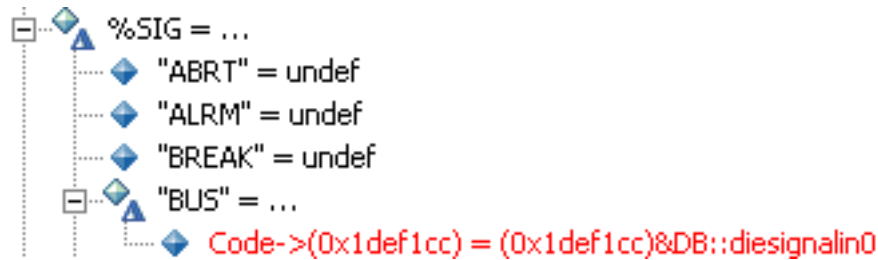 %SIG = ...
"ABRT" = undef
"ALRM" = undef
"BREAK" = undef
"BUS" = ...
Code->(0x1def1cc) = (0x1def1cc)&DB::diesignalin0